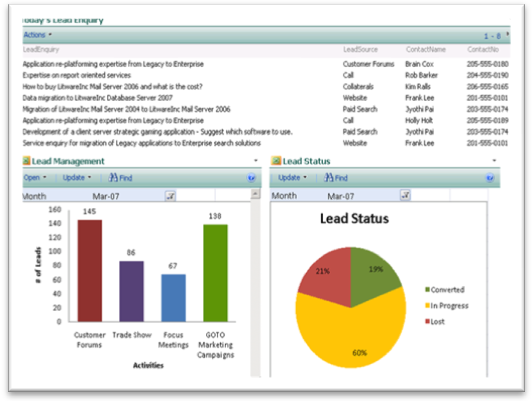 Today's Lead Enquiry
Actions 1 - 8
LeadEnquiry LeadSource ContactName ContactNo
Application re-platforming expertise from Legacy to Enterprise Customer Forums Brain Cox 205-555-0180
Expertise on report oriented services Call Rob Barker 204-555-0190
How to buy LitwareInc Mail Server 2006 and what is the cost? Collaterals Kim Ralls 206-555-0165
Data migration to LitwareInc Database Server 2007 Website Frank Lee 201-555-0101
Migration of LitwareInc Mail Server 2004 to LitwareInc Mail Server 2006 Paid Search Jyothi Pai 203-555-0174
Application re-platforming expertise from Legacy to Enterprise Call Holly Holt 205-555-0189
Development of a client server strategic gaming application - Suggest which software to use. Paid Search Jyothi Pai 203-555-0174
Service enquiry for migration of Legacy applications to Enterprise search solutions Website Frank Lee 201-555-0101
Lead Management
Open Update Find
Month Mar-07
160
140
120
100
80
60
40
20
0
# of Leads
145
86
67
138
Customer Forums
Trade Show
Focus Meetings
GOTO Marketing Campaigns
Activities
Lead Status
Update Find
Month Mar-07
Lead Status
21%
19%
60%
Converted
In Progress
Lost